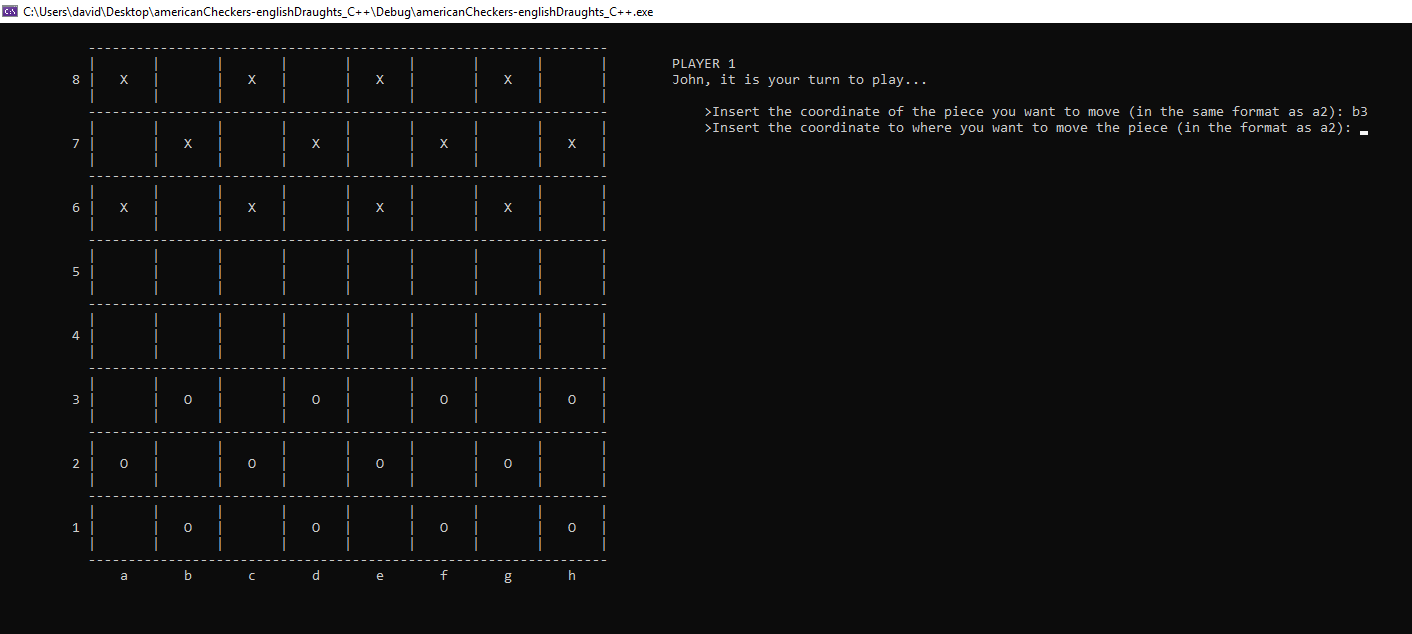 C:\Users\david\Desktop\americanCheckers-englishDraughts_C++\Debug\americanCheckers-englishDraughts_C++.exe
8 X X X X
7 X X X X
6 X X X X
5
4
3 O O O O
2 O O O O
1 O O O O
a b c d e f g h
PLAYER 1
John, it is your turn to play...
>Insert the coordinate of the piece you want to move (in the same format as a2): b3
>Insert the coordinate to where you want to move the piece (in the format as a2):